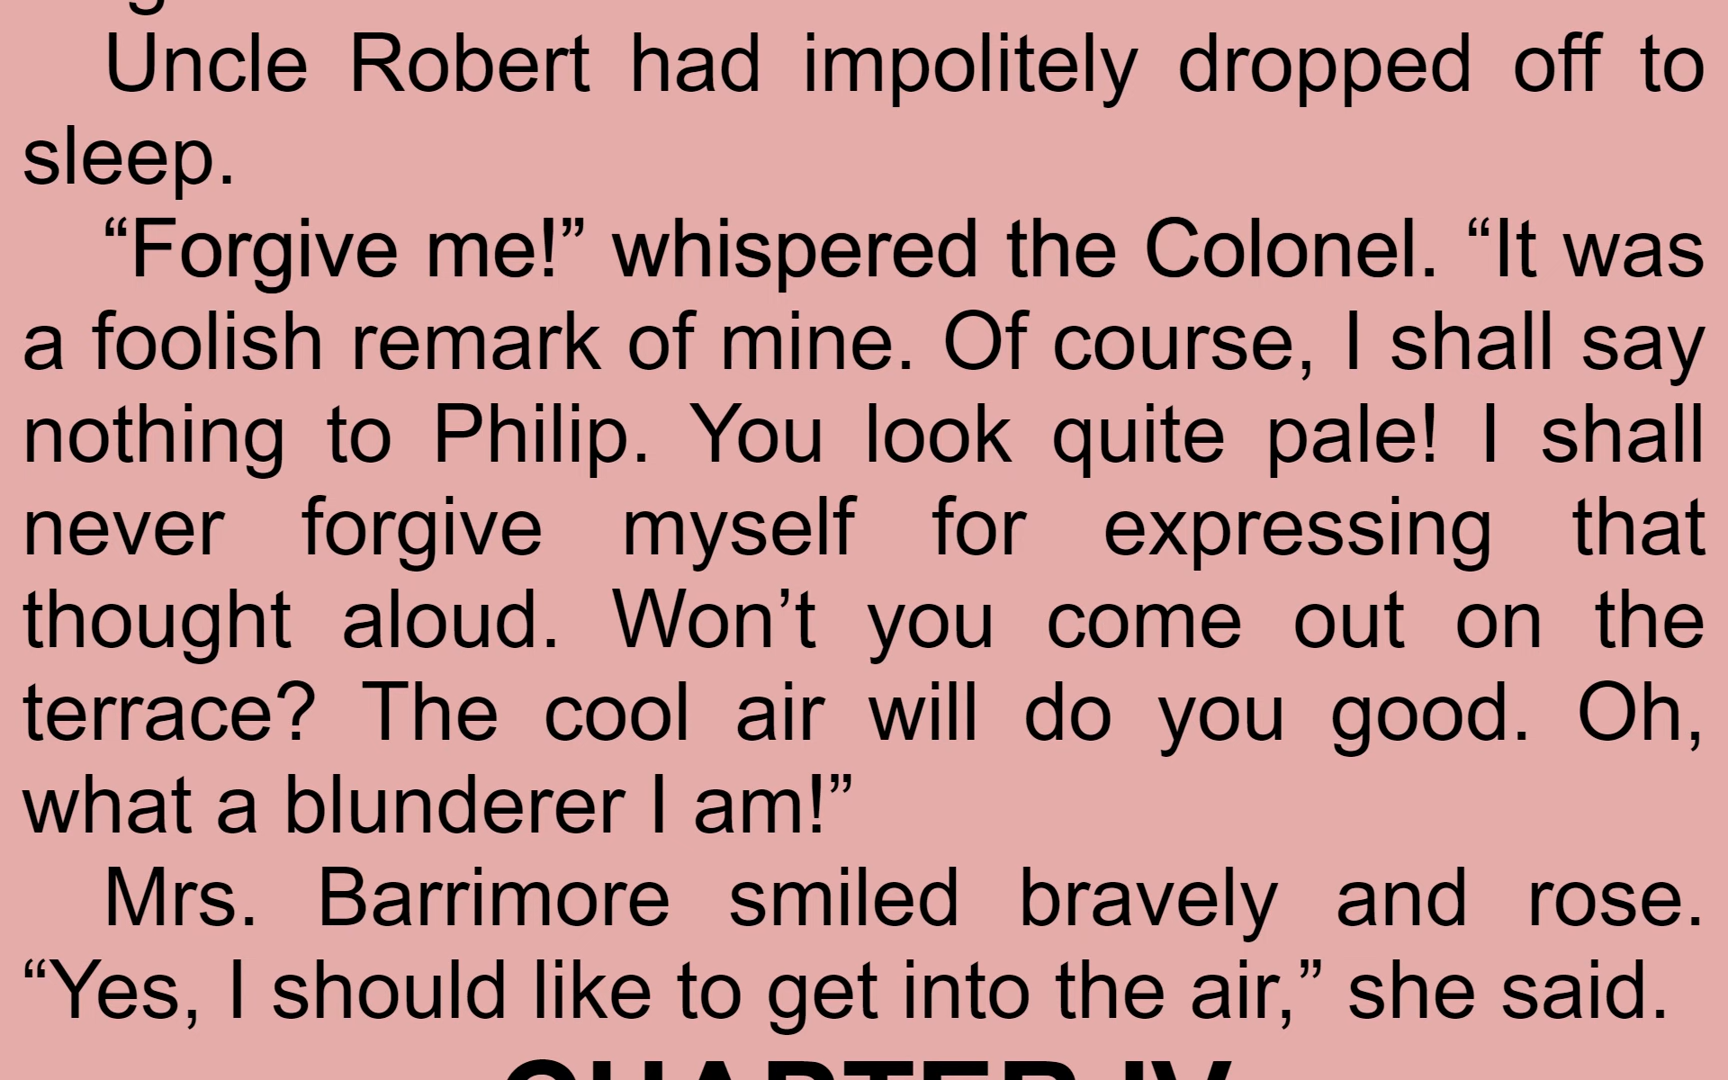 Uncle Robert had impolitely dropped off to
sleep.
“Forgive me!” whispered the Colonel. “It was
a foolish remark of mine. Of course, I shall say
nothing to Philip. You look quite pale! I shall
never forgive myself for expressing that
thought aloud. Won’t you come out on the
terrace? The cool air will do you good. Oh,
what a blunderer I am!”
Mrs. Barrimore smiled bravely and rose.
“Yes, I should like to get into the air,” she said.
CHAPTER IV